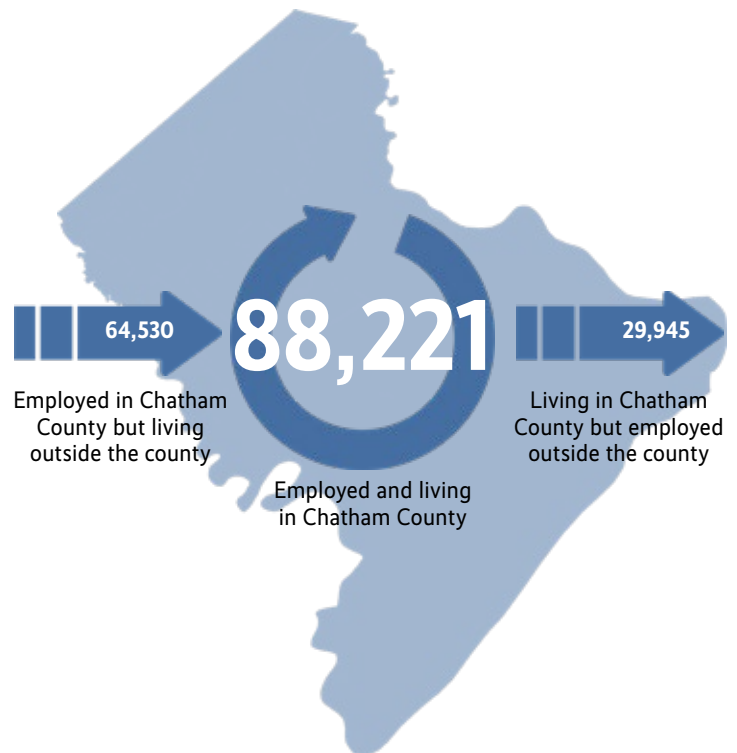 64,530
88,221
29,945
Employed in Chatham
County but living
outside the county
Living in Chatham
County but employed
outside the county
Employed and living
in Chatham County